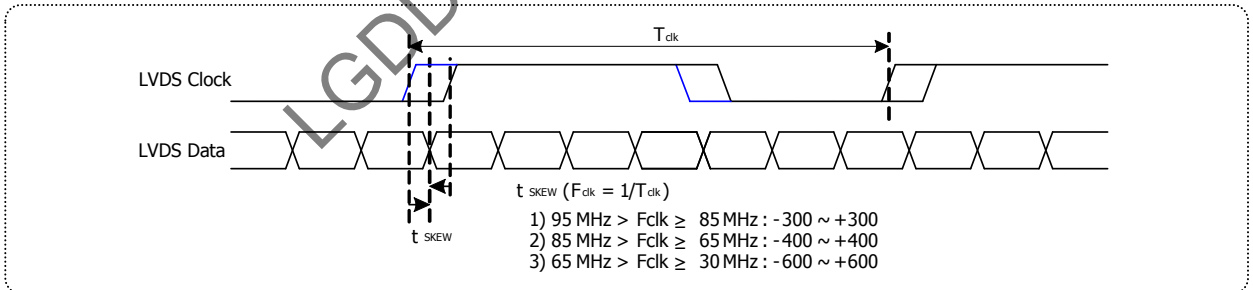 LGDD
Tclk
LVDS Clock
LVDS Data
t SKEW (Fclk = 1/Tclk)
1) 95 MHz > Fclk ≥ 85 MHz : -300 ~ +300
2) 85 MHz > Fclk ≥ 65 MHz : -400 ~ +400
3) 65 MHz > Fclk ≥ 30 MHz : -600 ~ +600
t SKEW